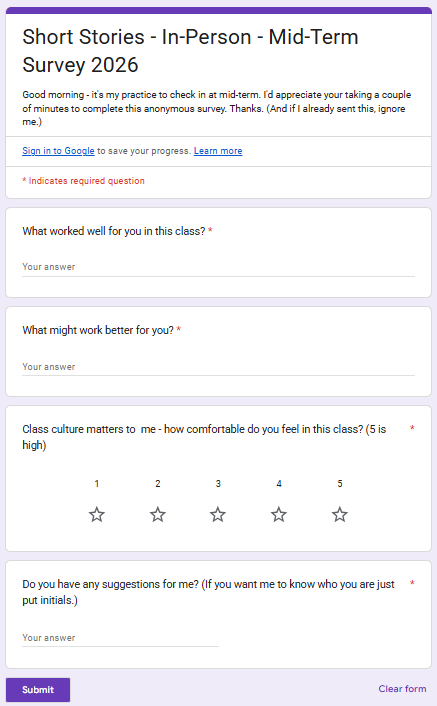 Short Stories - In-Person - Mid-Term
Survey 2026
Good morning - it's my practice to check in at mid-term. I'd appreciate your taking a couple
of minutes to complete this anonymous survey. Thanks. (And if I already sent this, ignore
me.)
Sign in to Google to save your progress. Learn more
* Indicates required question
What worked well for you in this class? *
Your answer
What might work better for you? *
Your answer
Class culture matters to  me - how comfortable do you feel in this class? (5 is *
high)
1 2 3 4 5
Do you have any suggestions for me? (If you want me to know who you are just *
put initials.)
Your answer
Submit Clear form